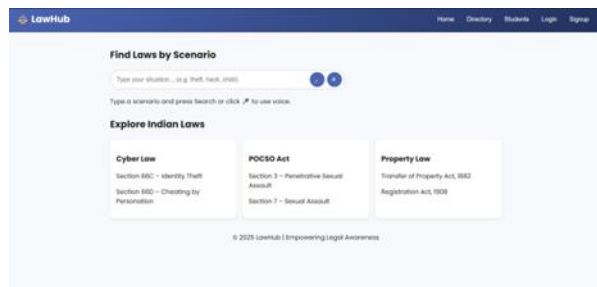 LawHub
Home Directory Students Login Signup
Find Laws by Scenario
Type your situation... (e.g. theft, hack, child)
Type a scenario and press Search or click 🎤 to use voice.
Explore Indian Laws
Cyber Law
Section 66C – Identity Theft
Section 66D – Cheating by
Personation
POCSO Act
Section 3 – Penetrative Sexual
Assault
Section 7 – Sexual Assault
Property Law
Transfer of Property Act, 1882
Registration Act, 1908
© 2025 LawHub | Empowering Legal Awareness